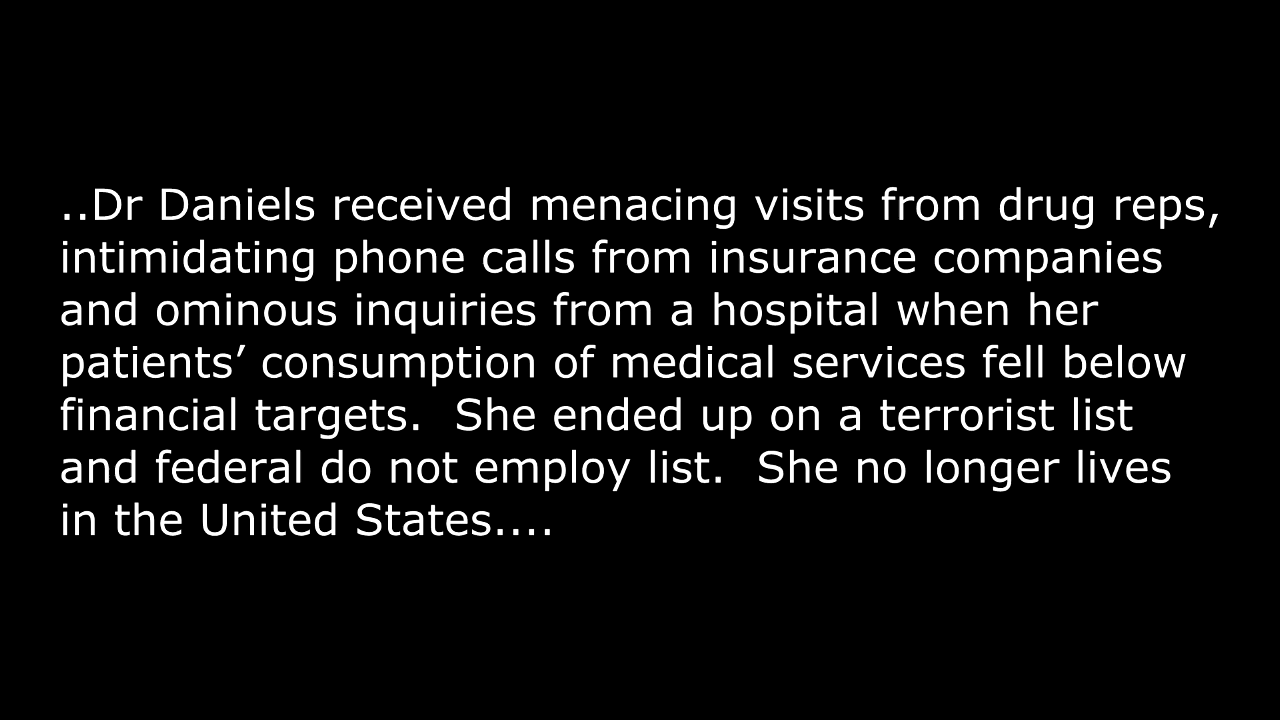 ..Dr Daniels received menacing visits from drug reps,
intimidating phone calls from insurance companies
and ominous inquiries from a hospital when her
patients’ consumption of medical services fell below
financial targets.  She ended up on a terrorist list
and federal do not employ list.  She no longer lives
in the United States....